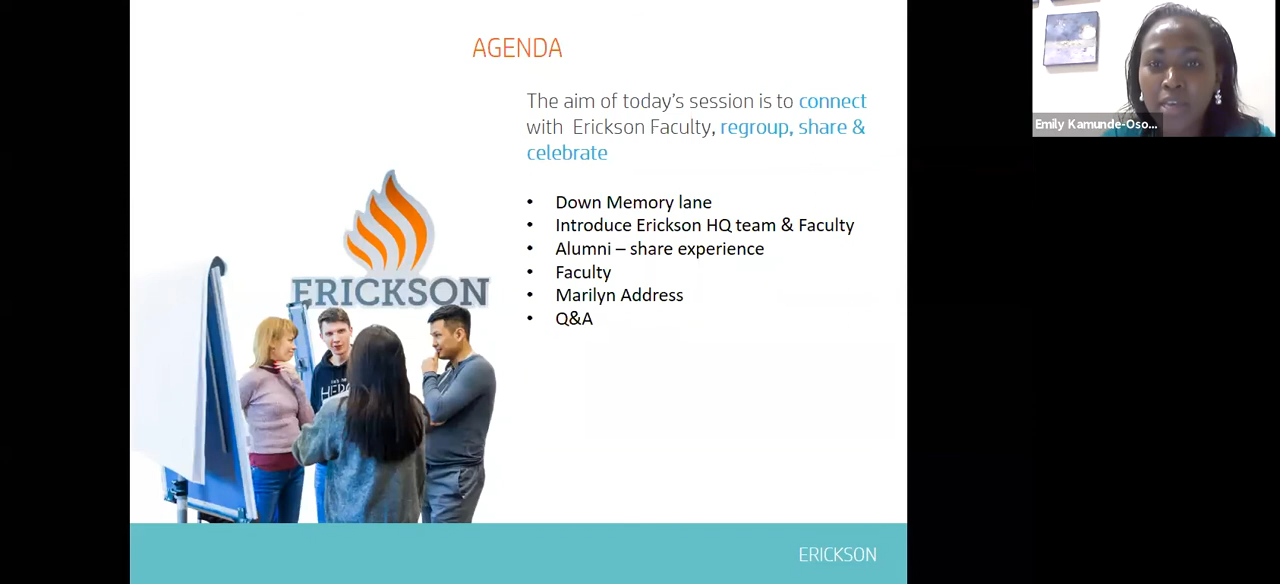 AGENDA
The aim of today's session is to connect
with Erickson Faculty, regroup, share &
celebrate
• Down Memory lane
• Introduce Erickson HQ team & Faculty
• Alumni – share experience
• Faculty
• Marilyn Address
• Q&A
ERICKSON
ERICKSON
Emily Kamunde-Oso...